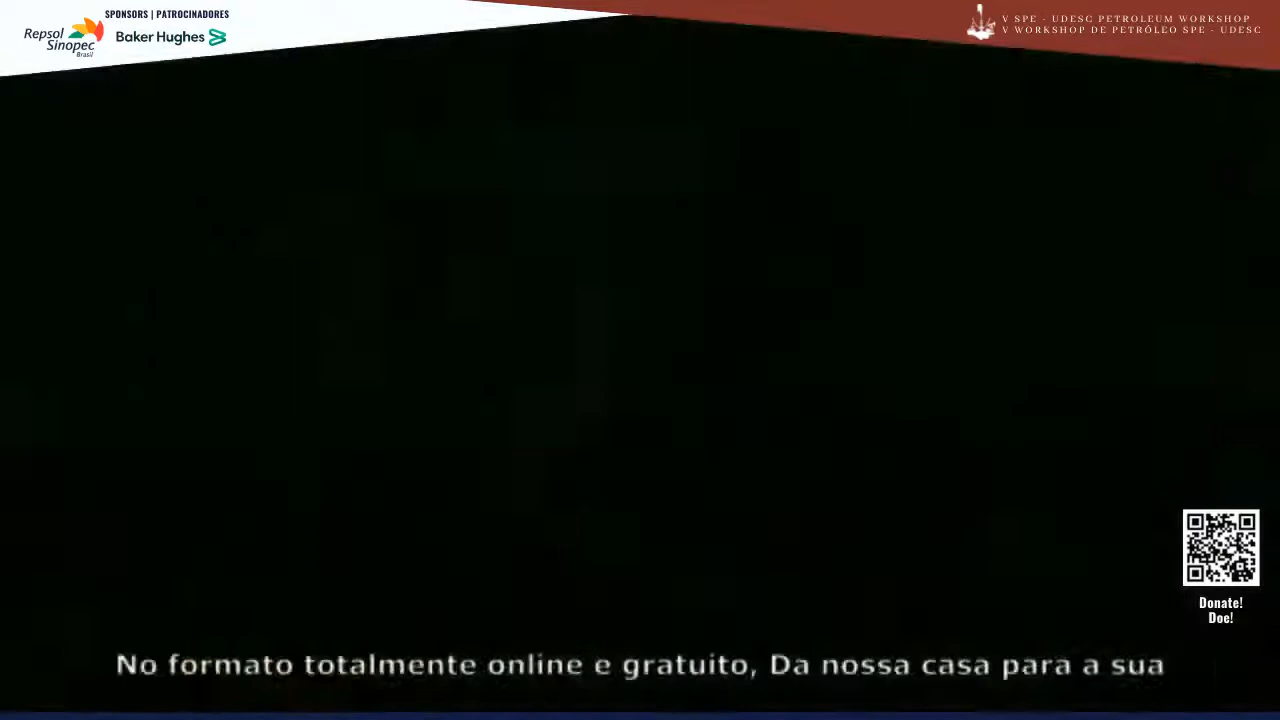 SPONSORS | PATROCINADORES
Repsol
Sinopec
Brasil
Baker Hughes
V SPE - UDESC PETROLEUM WORKSHOP
V WORKSHOP DE PETRÓLEO SPE - UDESC
Donate!
Doe!
No formato totalmente online e gratuito, Da nossa casa para a sua